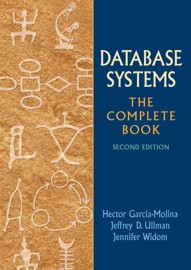 DATABASE
SYSTEMS
THE
COMPLETE
BOOK
SECOND EDITION
Hector Garcia-Molina
Jeffrey D. Ullman
Jennifer Widom